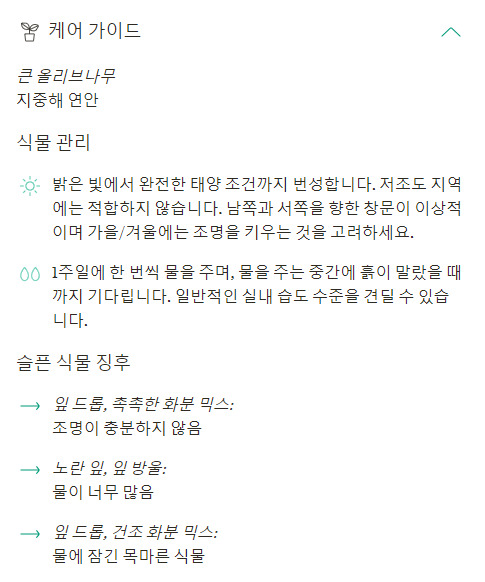 케어 가이드
큰 올리브나무
지중해 연안
식물 관리
밝은 빛에서 완전한 태양 조건까지 번성합니다. 저조도 지역
에는 적합하지 않습니다. 남쪽과 서쪽을 향한 창문이 이상적
이며 가을/겨울에는 조명을 키우는 것을 고려하세요.
1주일에 한 번씩 물을 주며, 물을 주는 중간에 흙이 말랐을 때
까지 기다립니다. 일반적인 실내 습도 수준을 견딜 수 있습
니다.
슬픈 식물 징후
잎 드롭, 촉촉한 화분 믹스:
조명이 충분하지 않음
노란 잎, 잎 방울:
물이 너무 많음
잎 드롭, 건조 화분 믹스:
물에 잠긴 목마른 식물